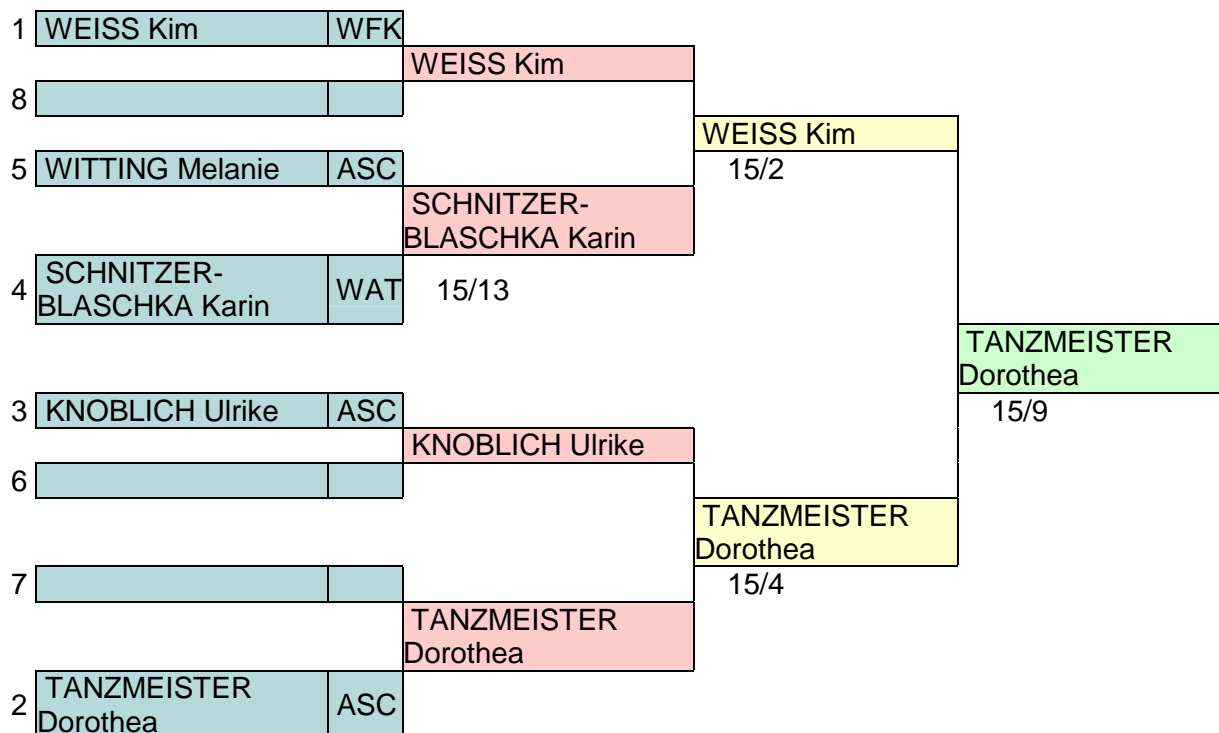 1 WEISS Kim WFK
WEISS Kim
8
WEISS Kim
5 WITTING Melanie ASC 15/2
SCHNITZER-
BLASCHKA Karin
4 SCHNITZER-
BLASCHKA Karin WAT 15/13
TANZMEISTER
Dorothea
3 KNOBLICH Ulrike ASC 15/9
KNOBLICH Ulrike
6
TANZMEISTER
Dorothea
7 15/4
TANZMEISTER
Dorothea
2 TANZMEISTER
Dorothea ASC